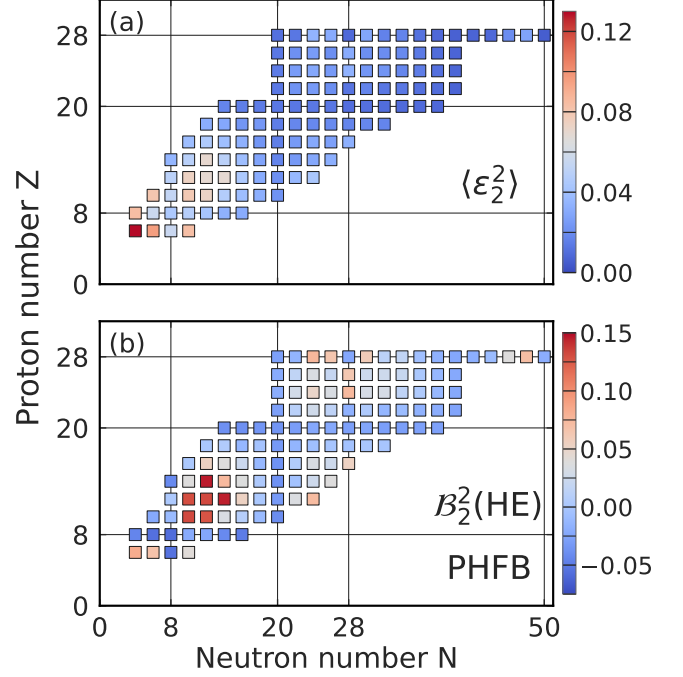 (a)
28
20
8
0
⟨ε₂²⟩
0.12
0.08
0.04
0.00
Proton number Z
(b)
28
20
8
0
ℬ₂²(HE)
PHFB
0.15
0.10
0.05
0.00
−0.05
0 8 20 28 50
Neutron number N